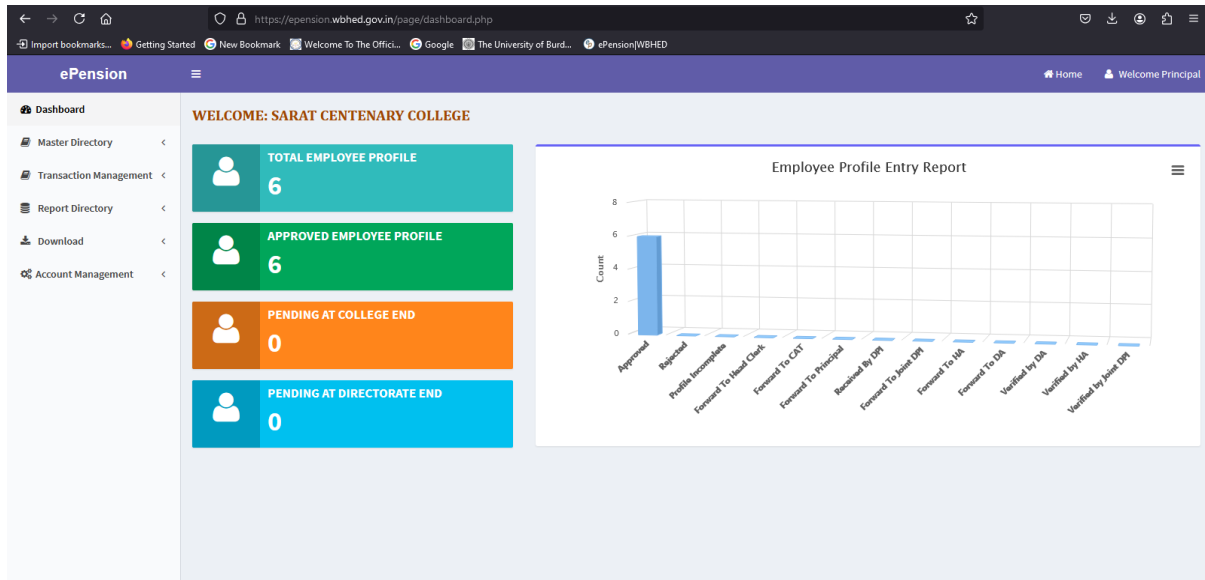 https://epension.wbhed.gov.in/page/dashboard.php
Import bookmarks... Getting Started New Bookmark Welcome To The Offici... Google The University of Burd... ePension|WBHED
ePension Home Welcome Principal
Dashboard
Master Directory
Transaction Management
Report Directory
Download
Account Management
WELCOME: SARAT CENTENARY COLLEGE
TOTAL EMPLOYEE PROFILE
6
APPROVED EMPLOYEE PROFILE
6
PENDING AT COLLEGE END
0
PENDING AT DIRECTORATE END
0
Employee Profile Entry Report
Count
8
6
4
2
0
Approved
Rejected
Profile Incomplete
Forward To Head Clark
Forward To CAT
Forward To Principal
Received By DPI
Forward To Joint DPI
Forward To HA
Forward To DA
Verified by DA
Verified by HA
Verified by Joint DPI